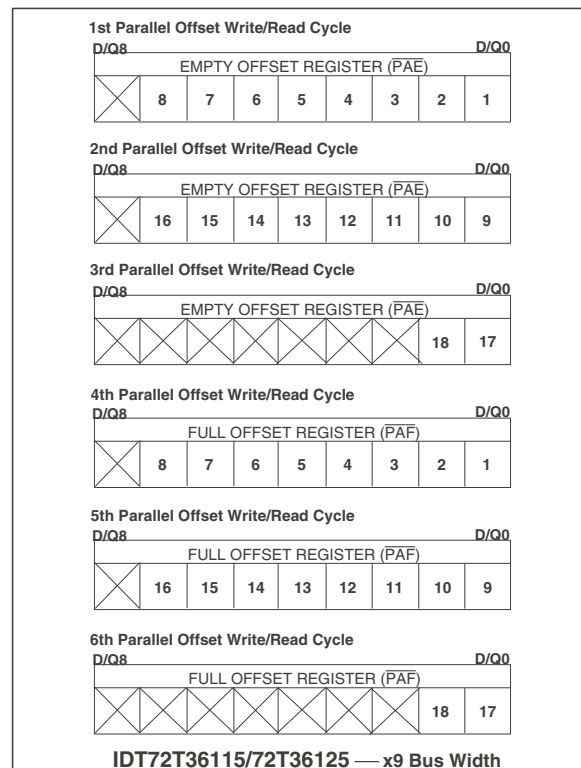 1st Parallel Offset Write/Read Cycle
D/Q8 D/Q0
EMPTY OFFSET REGISTER (PAE)
8 7 6 5 4 3 2 1
2nd Parallel Offset Write/Read Cycle
D/Q8 D/Q0
EMPTY OFFSET REGISTER (PAE)
16 15 14 13 12 11 10 9
3rd Parallel Offset Write/Read Cycle
D/Q8 D/Q0
EMPTY OFFSET REGISTER (PAE)
18 17
4th Parallel Offset Write/Read Cycle
D/Q8 D/Q0
FULL OFFSET REGISTER (PAF)
8 7 6 5 4 3 2 1
5th Parallel Offset Write/Read Cycle
D/Q8 D/Q0
FULL OFFSET REGISTER (PAF)
16 15 14 13 12 11 10 9
6th Parallel Offset Write/Read Cycle
D/Q8 D/Q0
FULL OFFSET REGISTER (PAF)
18 17
IDT72T36115/72T36125 — x9 Bus Width